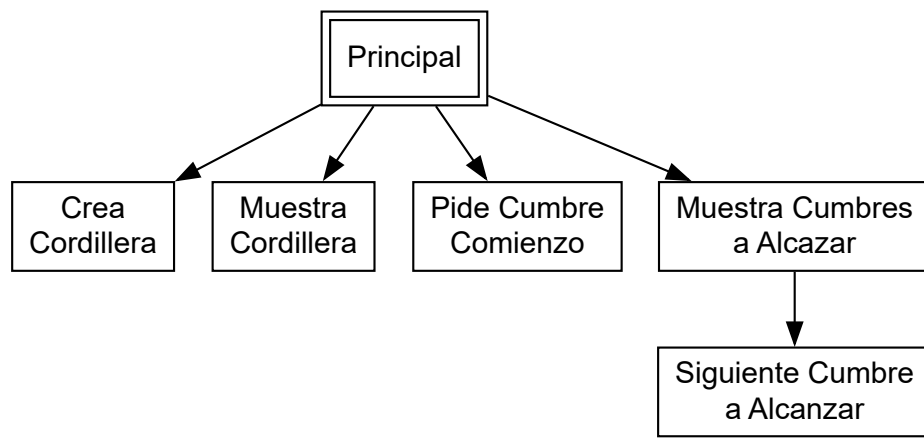 Principal
Crea
Cordillera
Muestra
Cordillera
Pide Cumbre
Comienzo
Muestra Cumbres
a Alcazar
Siguiente Cumbre
a Alcanzar